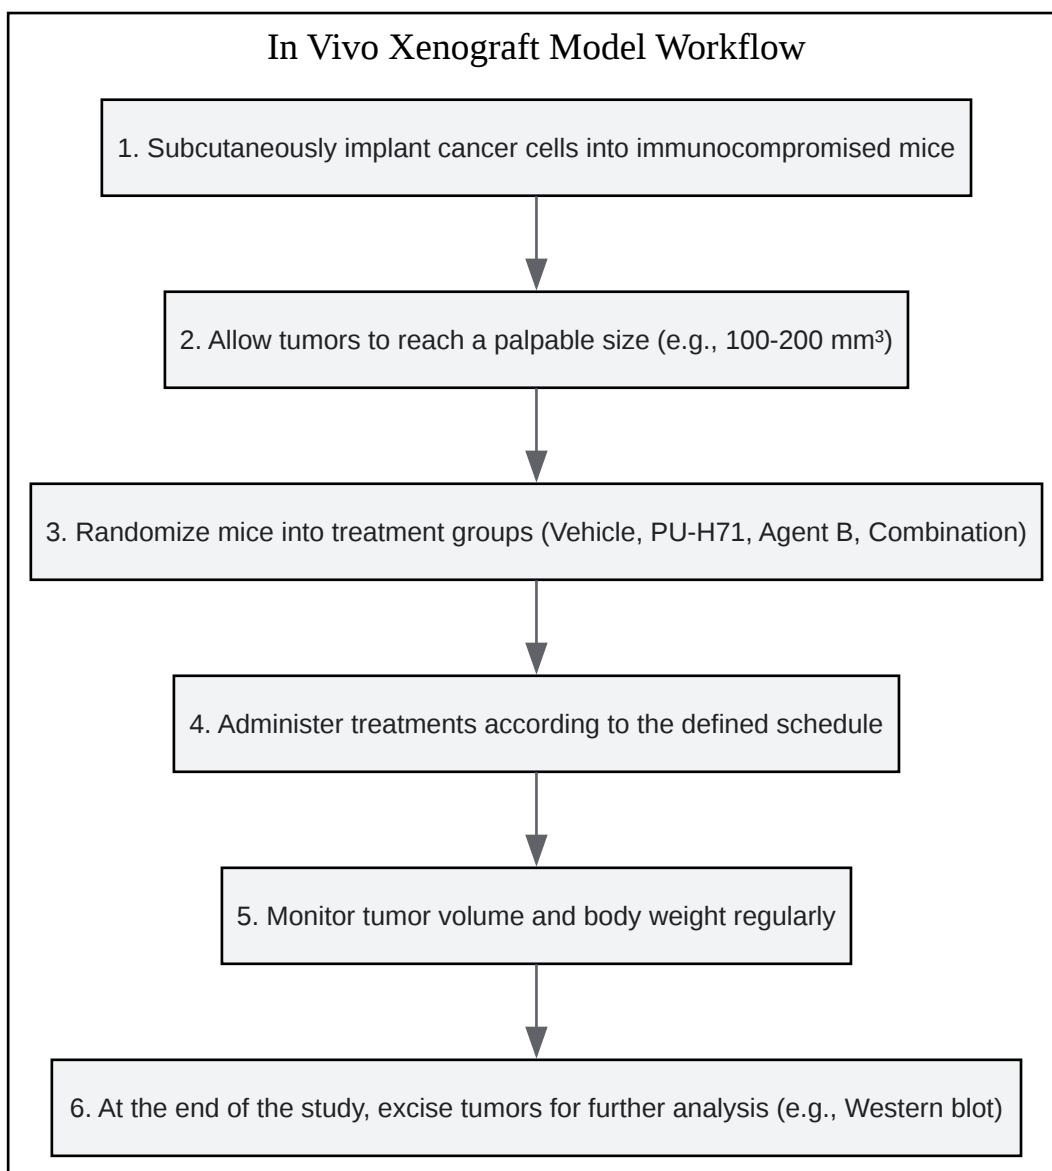 In Vivo Xenograft Model Workflow
1. Subcutaneously implant cancer cells into immunocompromised mice
2. Allow tumors to reach a palpable size (e.g., 100-200 mm³)
3. Randomize mice into treatment groups (Vehicle, PU-H71, Agent B, Combination)
4. Administer treatments according to the defined schedule
5. Monitor tumor volume and body weight regularly
6. At the end of the study, excise tumors for further analysis (e.g., Western blot)